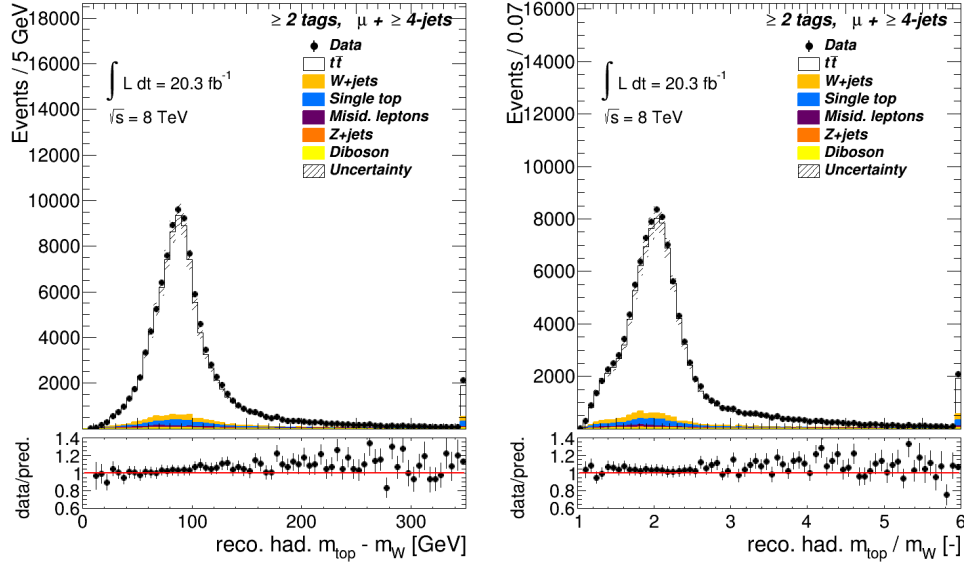 ≥ 2 tags, μ + ≥ 4-jets
Events / 5 GeV
18000
16000
14000
12000
10000
8000
6000
4000
2000
∫ L dt = 20.3 fb⁻¹
√s = 8 TeV
Data
tt̄
W+jets
Single top
Misid. leptons
Z+jets
Diboson
Uncertainty
data/pred.
1.4
1.2
1
0.8
0.6
0 100 200 300
reco. had. m_top - m_W [GeV]
≥ 2 tags, μ + ≥ 4-jets
Events / 0.07
16000
14000
12000
10000
8000
6000
4000
2000
∫ L dt = 20.3 fb⁻¹
√s = 8 TeV
Data
tt̄
W+jets
Single top
Misid. leptons
Z+jets
Diboson
Uncertainty
data/pred.
1.4
1.2
1
0.8
0.6
1 2 3 4 5 6
reco. had. m_top / m_W [-]